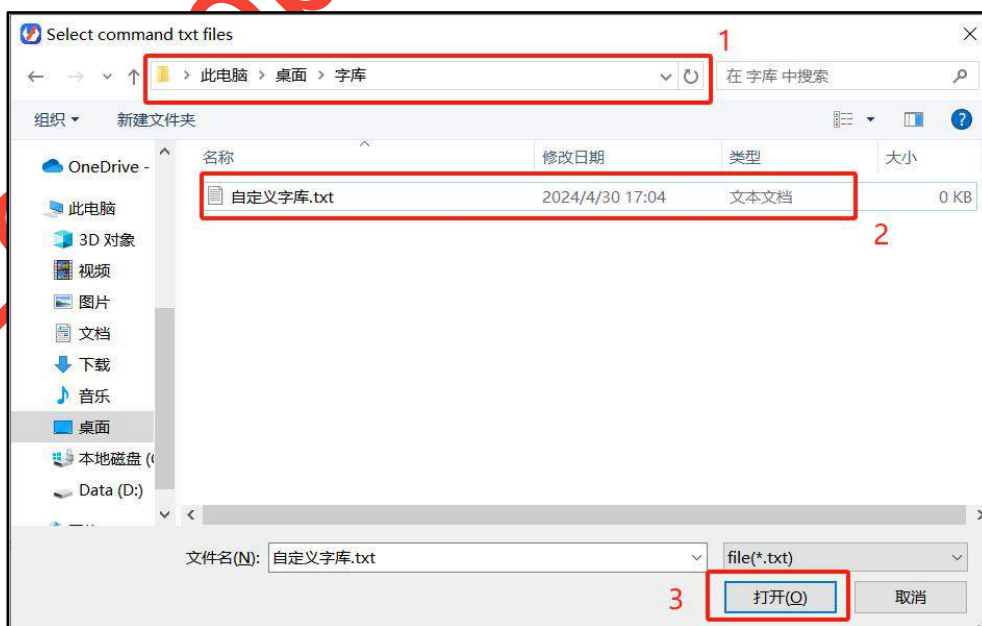 Select command txt files
1
此电脑 > 桌面 > 字库
在 字库 中搜索
组织
新建文件夹
名称 修改日期 类型 大小
自定义字库.txt 2024/4/30 17:04 文本文档 0 KB
2
OneDrive -
此电脑
3D 对象
视频
图片
文档
下载
音乐
桌面
本地磁盘 (
Data (D:)
文件名(N): 自定义字库.txt file(*.txt)
3
打开(O) 取消